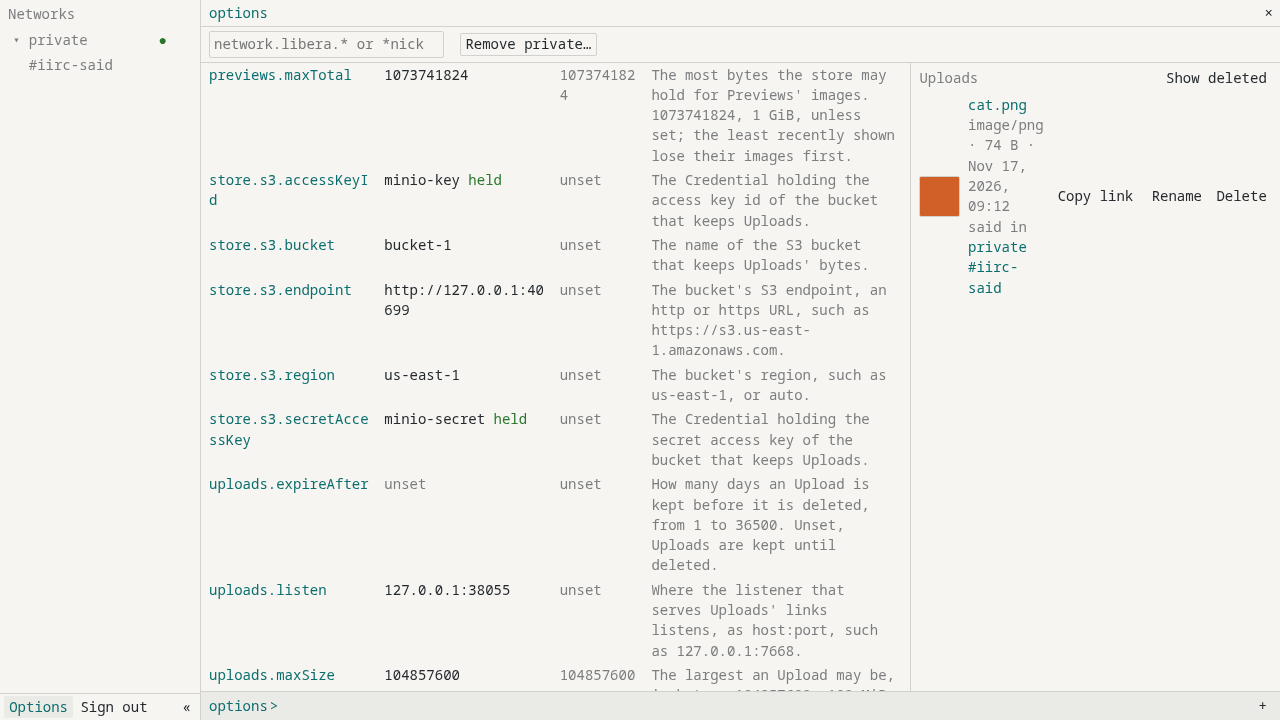 Networks
▾ private ●
#iirc-said
options ×
network.libera.* or *nick
Remove private…
previews.maxTotal
1073741824
107374182
4
The most bytes the store may
hold for Previews' images.
1073741824, 1 GiB, unless
set; the least recently shown
lose their images first.
store.s3.accessKeyI
d
minio-key held
unset
The Credential holding the
access key id of the bucket
that keeps Uploads.
store.s3.bucket
bucket-1
unset
The name of the S3 bucket
that keeps Uploads' bytes.
store.s3.endpoint
http://127.0.0.1:40
699
unset
The bucket's S3 endpoint, an
http or https URL, such as
https://s3.us-east-
1.amazonaws.com.
store.s3.region
us-east-1
unset
The bucket's region, such as
us-east-1, or auto.
store.s3.secretAcce
ssKey
minio-secret held
unset
The Credential holding the
secret access key of the
bucket that keeps Uploads.
uploads.expireAfter
unset
unset
How many days an Upload is
kept before it is deleted,
from 1 to 36500. Unset,
Uploads are kept until
deleted.
uploads.listen
127.0.0.1:38055
unset
Where the listener that
serves Uploads' links
listens, as host:port, such
as 127.0.0.1:7668.
uploads.maxSize
104857600
104857600
The largest an Upload may be,
Uploads
Show deleted
cat.png
image/png
· 74 B ·
Nov 17,
2026,
09:12
said in
private
#iirc-
said
Copy link
Rename
Delete
Options
Sign out
«
options>
+